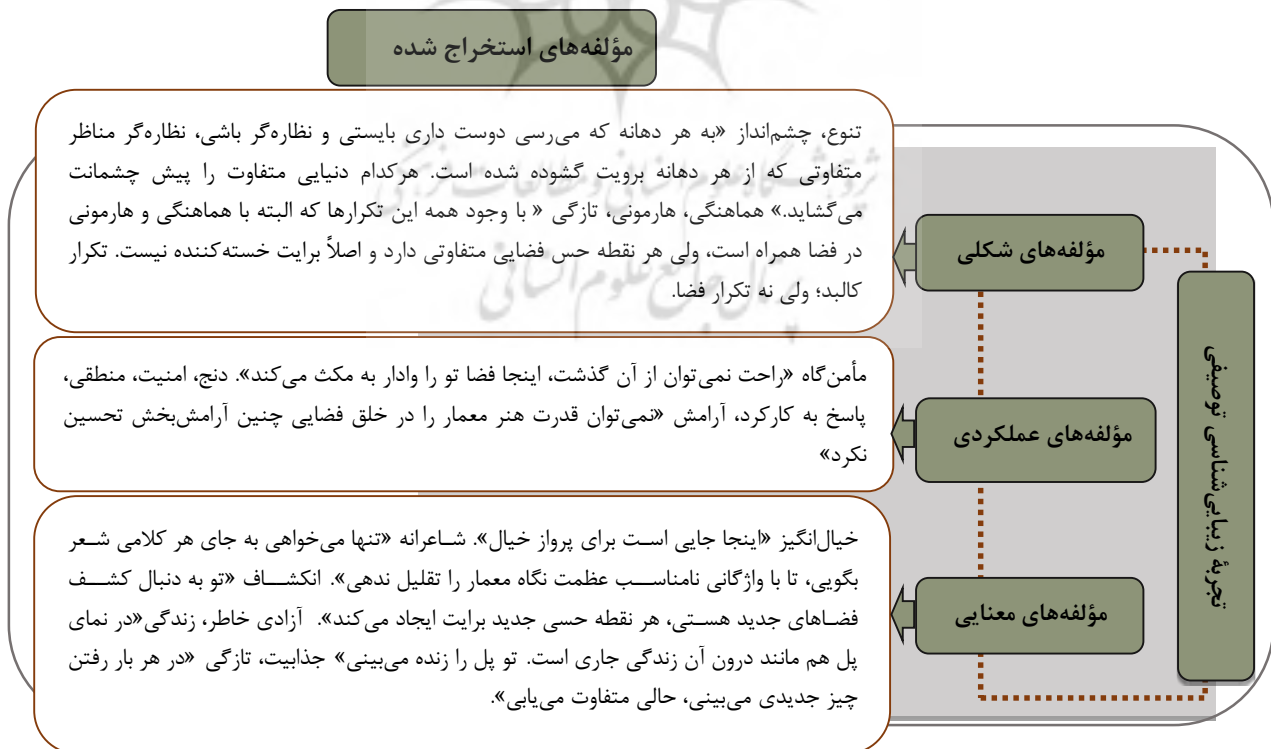 مؤلفه‌های استخراج شده
تنوع، چشم‌انداز «به هر دهانه که می‌رسی دوست داری بایستی و نظاره‌گر باشی، نظاره‌گر مناظر
متفاوتی که از هر دهانه برویت گشوده شده است. هرکدام دنیایی متفاوت را پیش چشمانت
می‌گشاید.» هماهنگی، هارمونی، تازگی « با وجود همه این تکرارها که البته با هماهنگی و هارمونی
در فضا همراه است، ولی هر نقطه حس فضایی متفاوتی دارد و اصلاً برایت خسته‌کننده نیست. تکرار
کالبد؛ ولی نه تکرار فضا.
مؤلفه‌های شکلی
مأمن‌گاه «راحت نمی‌توان از آن گذشت، اینجا فضا تو را وادار به مکث می‌کند». دنج، امنیت، منطقی،
پاسخ به کارکرد، آرامش «نمی‌توان قدرت هنر معمار را در خلق فضایی چنین آرامش‌بخش تحسین
نکرد»
مؤلفه‌های عملکردی
خیال‌انگیز «اینجا جایی است برای پرواز خیال». شاعرانه «تنها می‌خواهی به جای هر کلامی شعر
بگویی، تا با واژگانی نامناسب عظمت نگاه معمار را تقلیل ندهی». انکشاف «تو به دنبال کشف
فضاهای جدید هستی، هر نقطه حسی جدید برایت ایجاد می‌کند». آزادی خاطر، زندگی«در نمای
پل هم مانند درون آن زندگی جاری است. تو پل را زنده می‌بینی» جذابیت، تازگی «در هر بار رفتن
چیز جدیدی می‌بینی، حالی متفاوت می‌یابی».
مؤلفه‌های معنایی
تجربۀ زیبایی‌شناسی توصیفی
پژوهشگاه علوم انسانی و مطالعات فرهنگی
پرتال جامع علوم انسانی